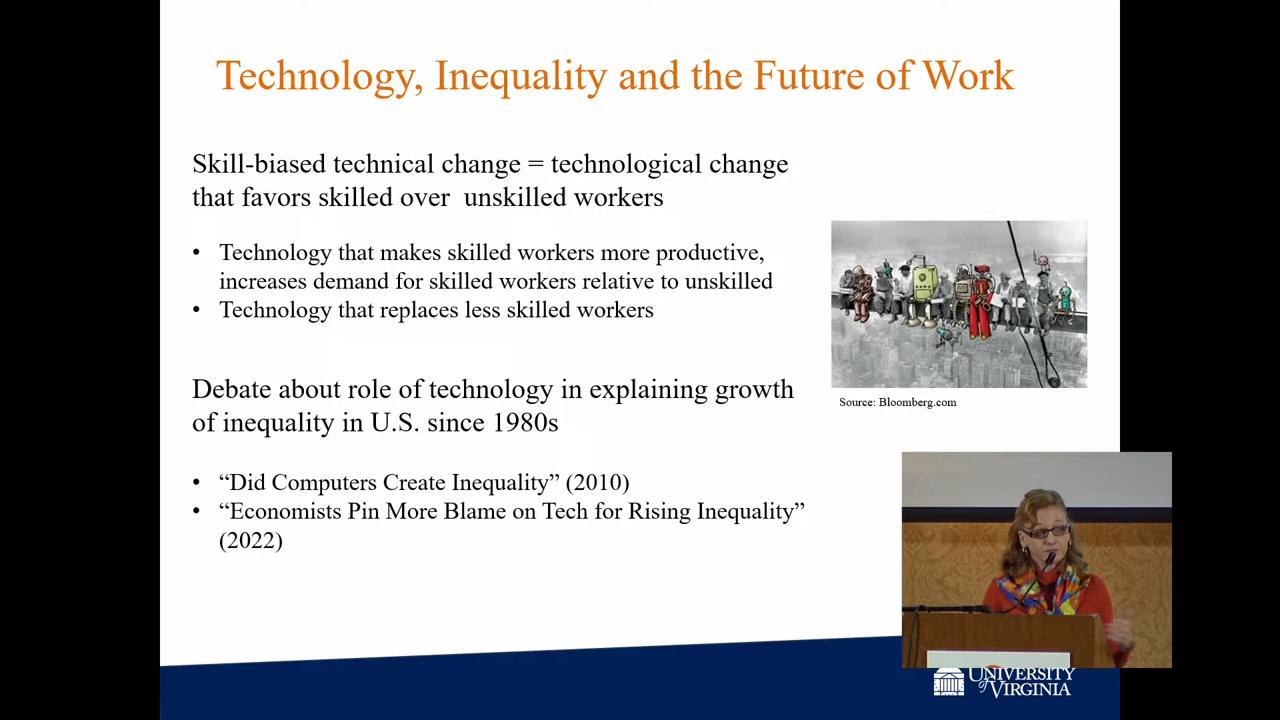 Technology, Inequality and the Future of Work
Skill-biased technical change = technological change
that favors skilled over unskilled workers
• Technology that makes skilled workers more productive,
increases demand for skilled workers relative to unskilled
• Technology that replaces less skilled workers
Debate about role of technology in explaining growth
of inequality in U.S. since 1980s
• “Did Computers Create Inequality” (2010)
• “Economists Pin More Blame on Tech for Rising Inequality”
(2022)
Source: Bloomberg.com
UNIVERSITY
of VIRGINIA